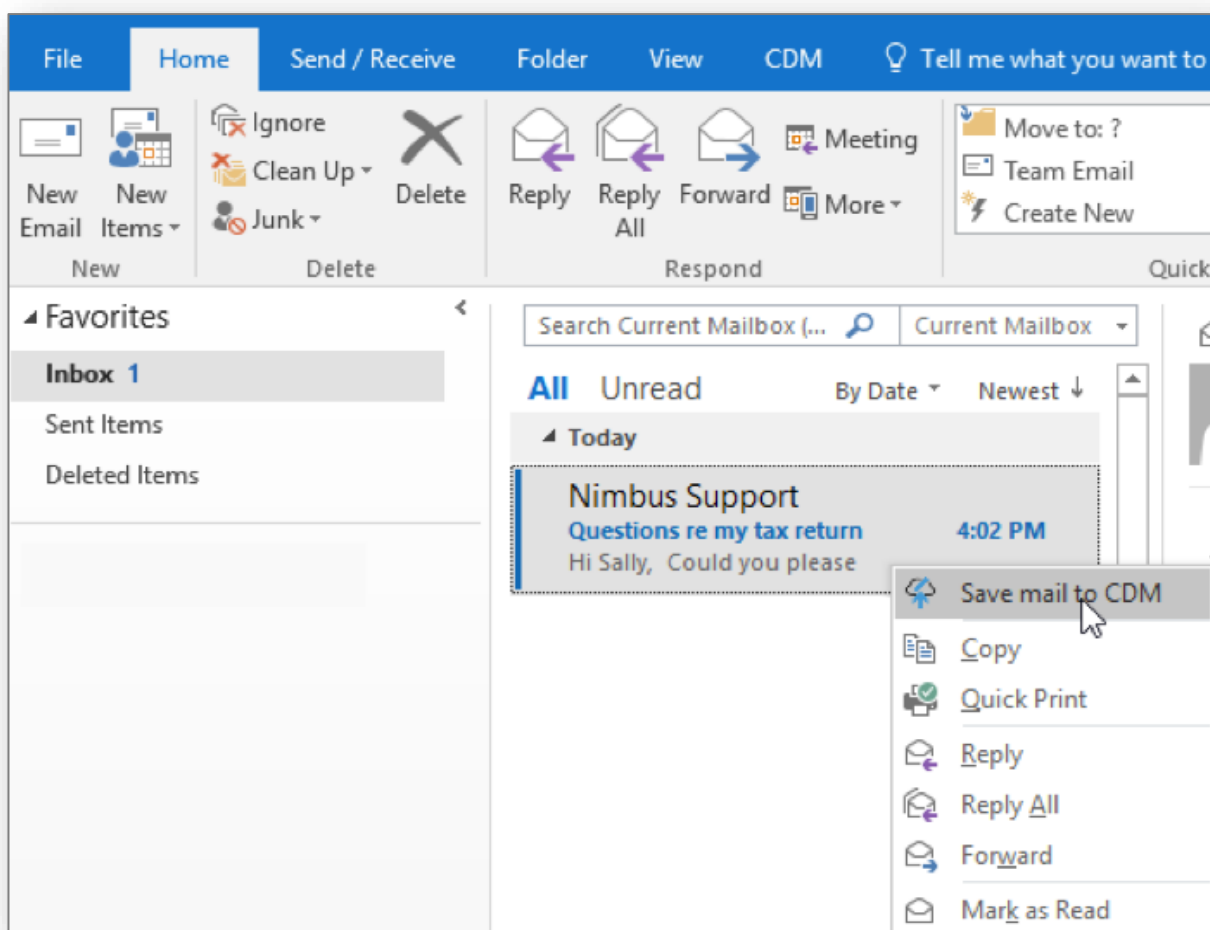 File Home Send / Receive Folder View CDM Tell me what you want to
New Email
New Items
Ignore
Clean Up
Junk
Delete
Reply
Reply All
Forward
Meeting
More
Move to: ?
Team Email
Create New
New Delete Respond Quick
Favorites
Inbox 1
Sent Items
Deleted Items
Search Current Mailbox (... Current Mailbox
All Unread By Date Newest
Today
Nimbus Support
Questions re my tax return 4:02 PM
Hi Sally, Could you please
Save mail to CDM
Copy
Quick Print
Reply
Reply All
Forward
Mark as Read